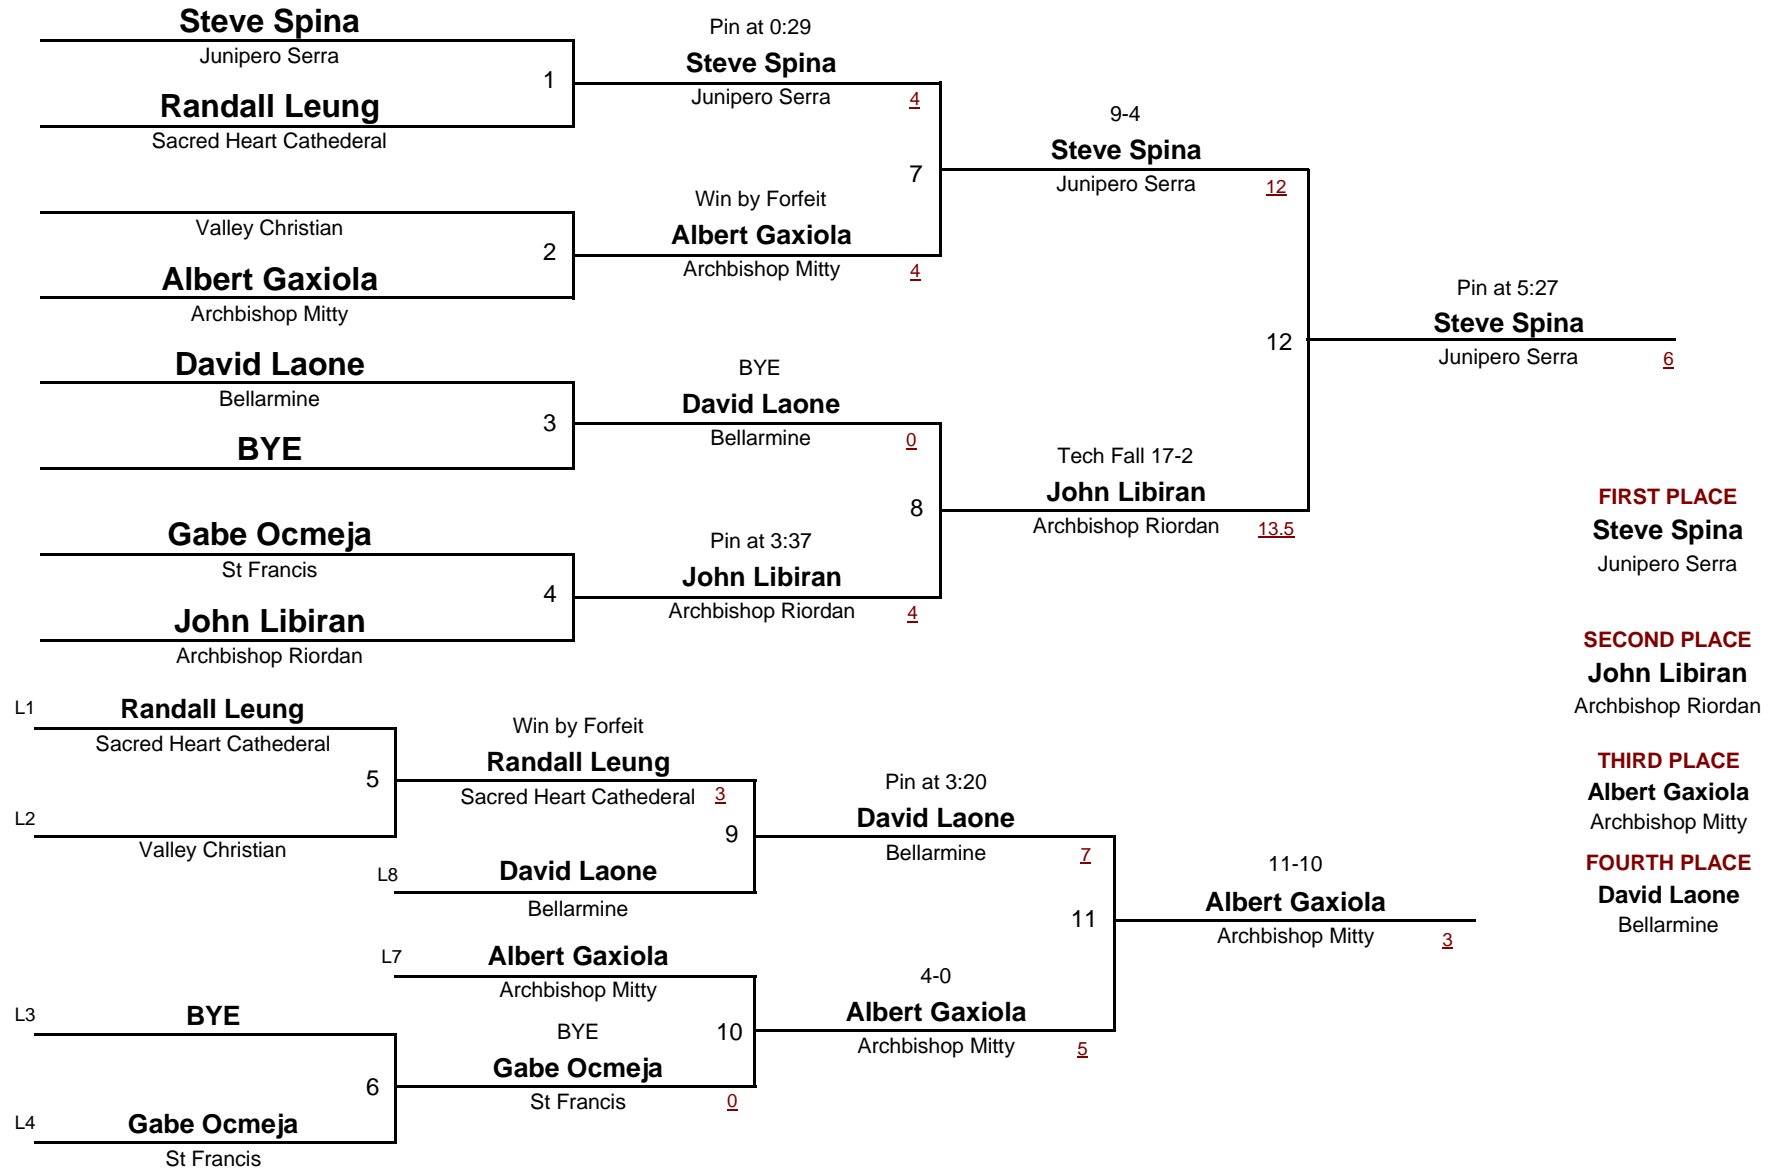 Steve Spina
Junipero Serra
1
Randall Leung
Sacred Heart Cathederal
Pin at 0:29
Steve Spina
Junipero Serra
4
Valley Christian
2
Albert Gaxiola
Archbishop Mitty
7
Win by Forfeit
Albert Gaxiola
Archbishop Mitty
4
9-4
Steve Spina
Junipero Serra
12
David Laone
Bellarmine
3
BYE
BYE
David Laone
Bellarmine
0
Gabe Ocmeja
St Francis
4
John Libiran
Archbishop Riordan
8
Pin at 3:37
John Libiran
Archbishop Riordan
4
Tech Fall 17-2
John Libiran
Archbishop Riordan
13.5
12
Pin at 5:27
Steve Spina
Junipero Serra
6
FIRST PLACE
Steve Spina
Junipero Serra
SECOND PLACE
John Libiran
Archbishop Riordan
THIRD PLACE
Albert Gaxiola
Archbishop Mitty
FOURTH PLACE
David Laone
Bellarmine
L1
Randall Leung
Sacred Heart Cathederal
5
L2
Valley Christian
Win by Forfeit
Randall Leung
Sacred Heart Cathederal
3
9
L8
David Laone
Bellarmine
Pin at 3:20
David Laone
Bellarmine
7
L7
Albert Gaxiola
Archbishop Mitty
L3
BYE
6
L4
Gabe Ocmeja
St Francis
BYE
10
Gabe Ocmeja
St Francis
0
4-0
Albert Gaxiola
Archbishop Mitty
5
11
11-10
Albert Gaxiola
Archbishop Mitty
3